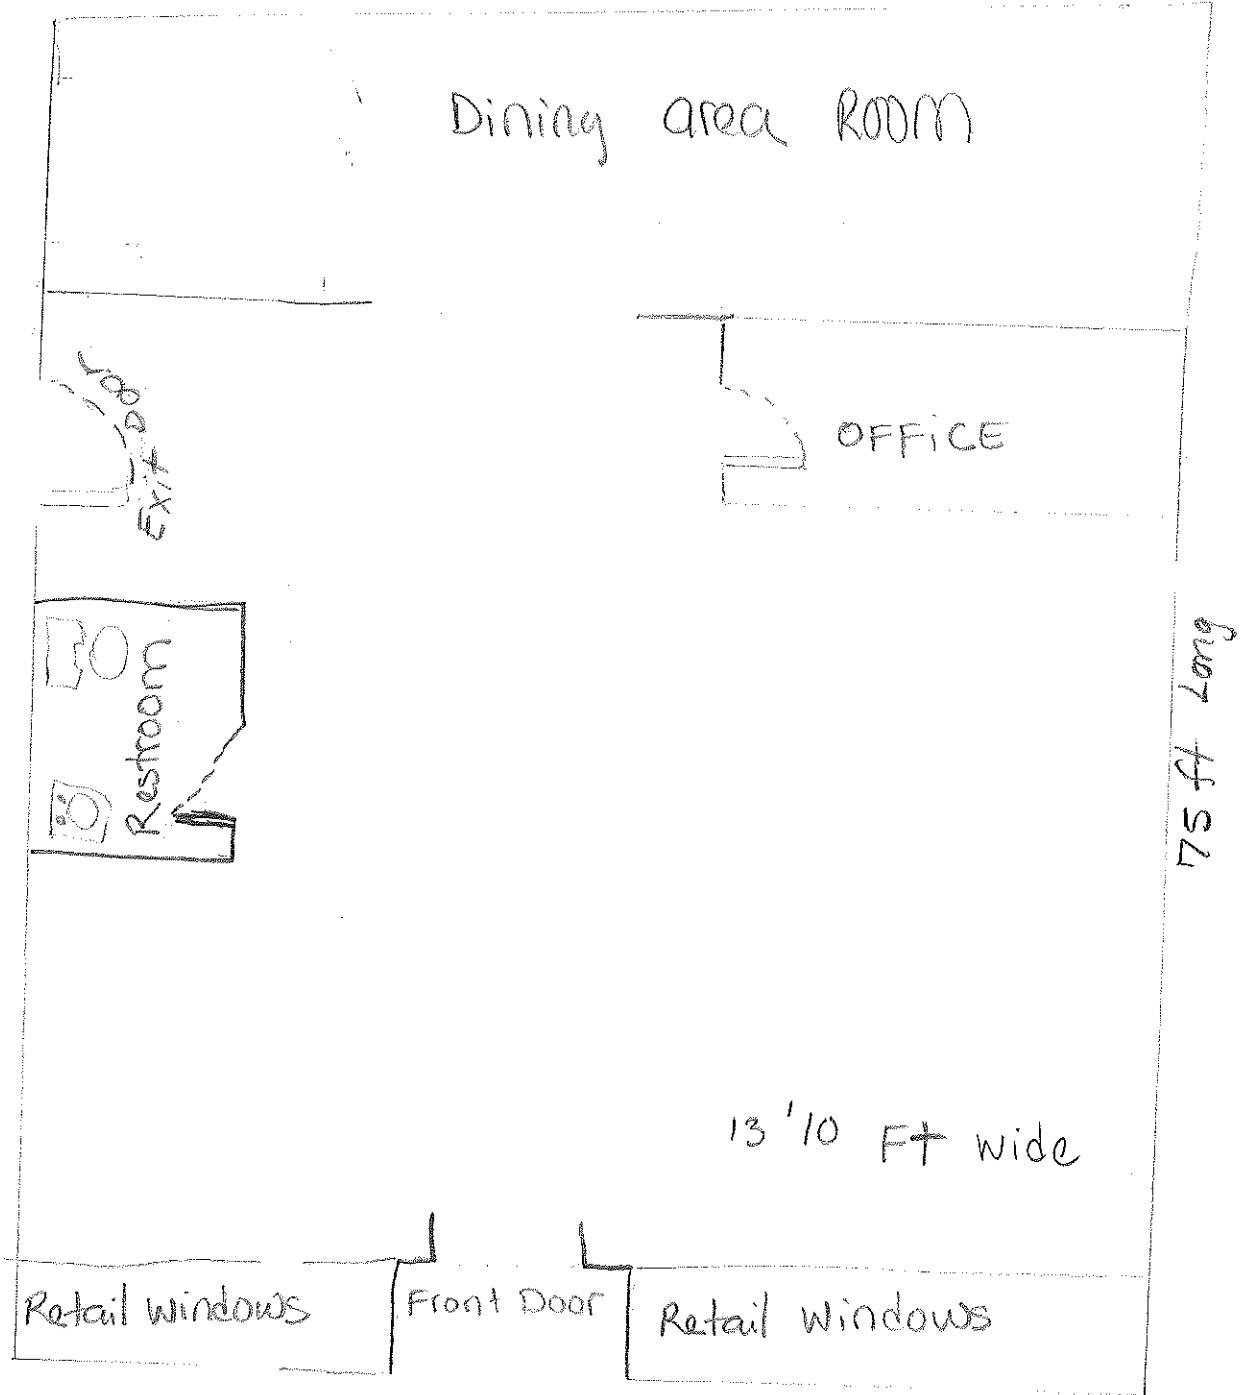 Dining area Room
Exit Door
OFFiCE
Restroom
75 ft Long
13 '10 Ft wide
Retail windows
Front Door
Retail windows